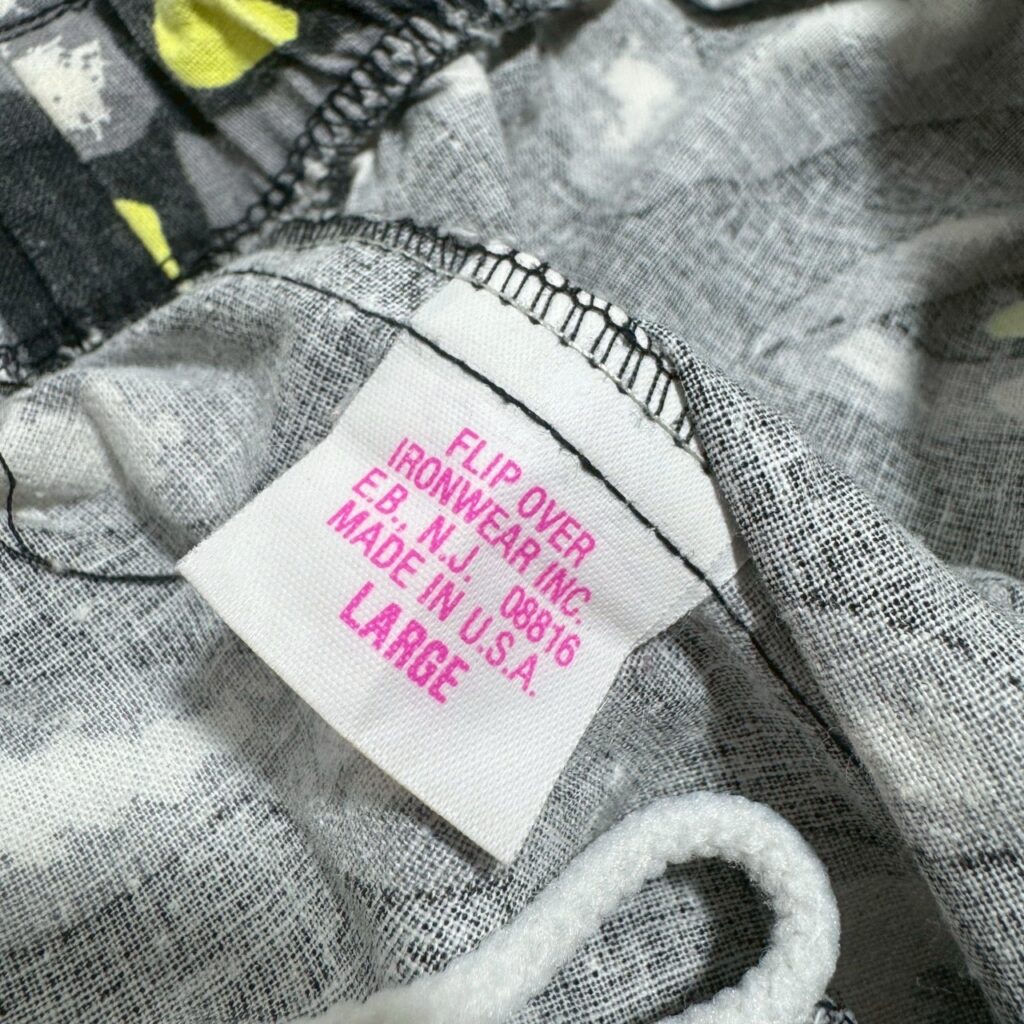 FLIP OVER
IRONWEAR INC.
E.B., N.J. 08816
MADE IN U.S.A.
LARGE